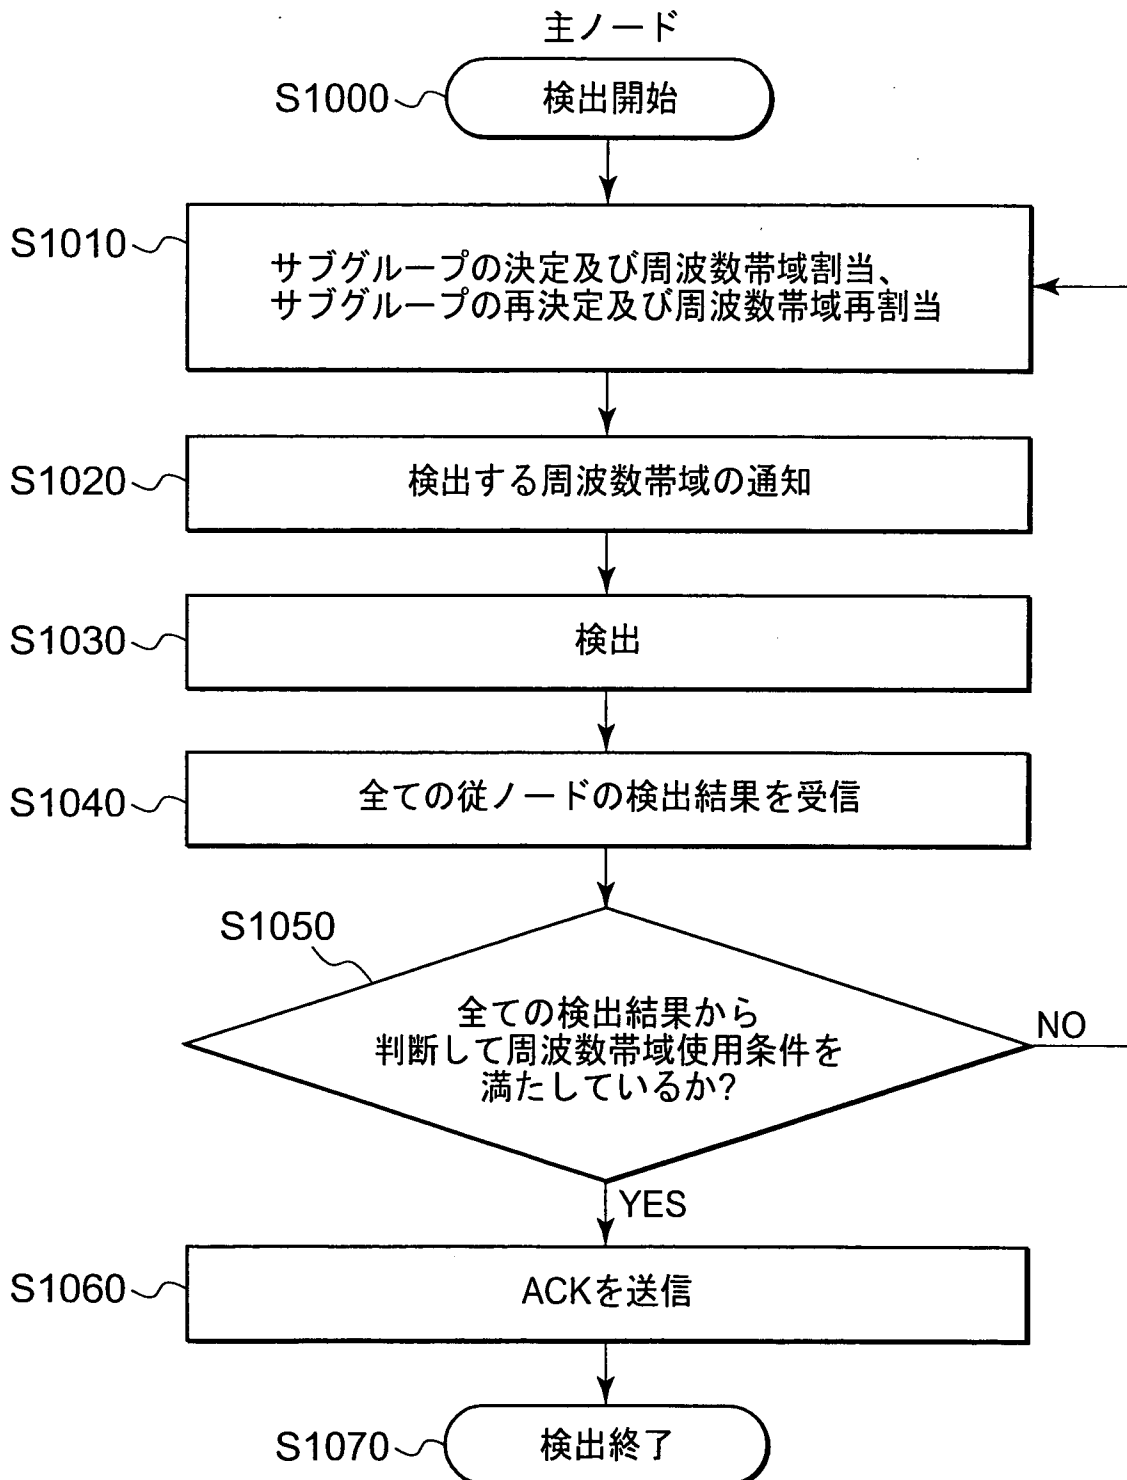 主ノード
S1000
検出開始
S1010
サブグループの決定及び周波数帯域割当、
サブグループの再決定及び周波数帯域再割当
S1020
検出する周波数帯域の通知
S1030
検出
S1040
全ての従ノードの検出結果を受信
S1050
全ての検出結果から
判断して周波数帯域使用条件を
満たしているか?
NO
YES
S1060
ACKを送信
S1070
検出終了